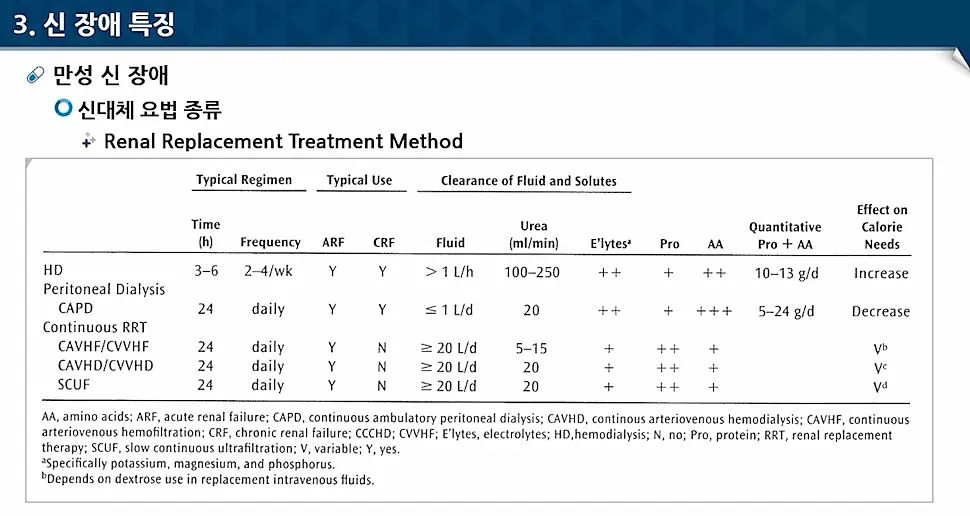 3. 신 장애 특징
만성 신 장애
신대체 요법 종류
Renal Replacement Treatment Method
Typical Regimen Typical Use Clearance of Fluid and Solutes
Time (h) Frequency ARF CRF Fluid Urea (ml/min) E'lytesᵃ Pro AA Quantitative Pro + AA Effect on Calorie Needs
HD 3–6 2–4/wk Y Y > 1 L/h 100–250 ++ + ++ 10–13 g/d Increase
Peritoneal Dialysis
CAPD 24 daily Y Y ≤ 1 L/d 20 ++ + +++ 5–24 g/d Decrease
Continuous RRT
CAVHF/CVVHF 24 daily Y N ≥ 20 L/d 5–15 + ++ + Vᵇ
CAVHD/CVVHD 24 daily Y N ≥ 20 L/d 20 + ++ + Vᶜ
SCUF 24 daily Y N ≥ 20 L/d 20 + ++ + Vᵈ
AA, amino acids; ARF, acute renal failure; CAPD, continuous ambulatory peritoneal dialysis; CAVHD, continous arteriovenous hemodialysis; CAVHF, continuous
arteriovenous hemofiltration; CRF, chronic renal failure; CCCHD; CVVHF; E'lytes, electrolytes; HD,hemodialysis; N, no; Pro, protein; RRT, renal replacement
therapy; SCUF, slow continuous ultrafiltration; V, variable; Y, yes.
ᵃSpecifically potassium, magnesium, and phosphorus.
ᵇDepends on dextrose use in replacement intravenous fluids.